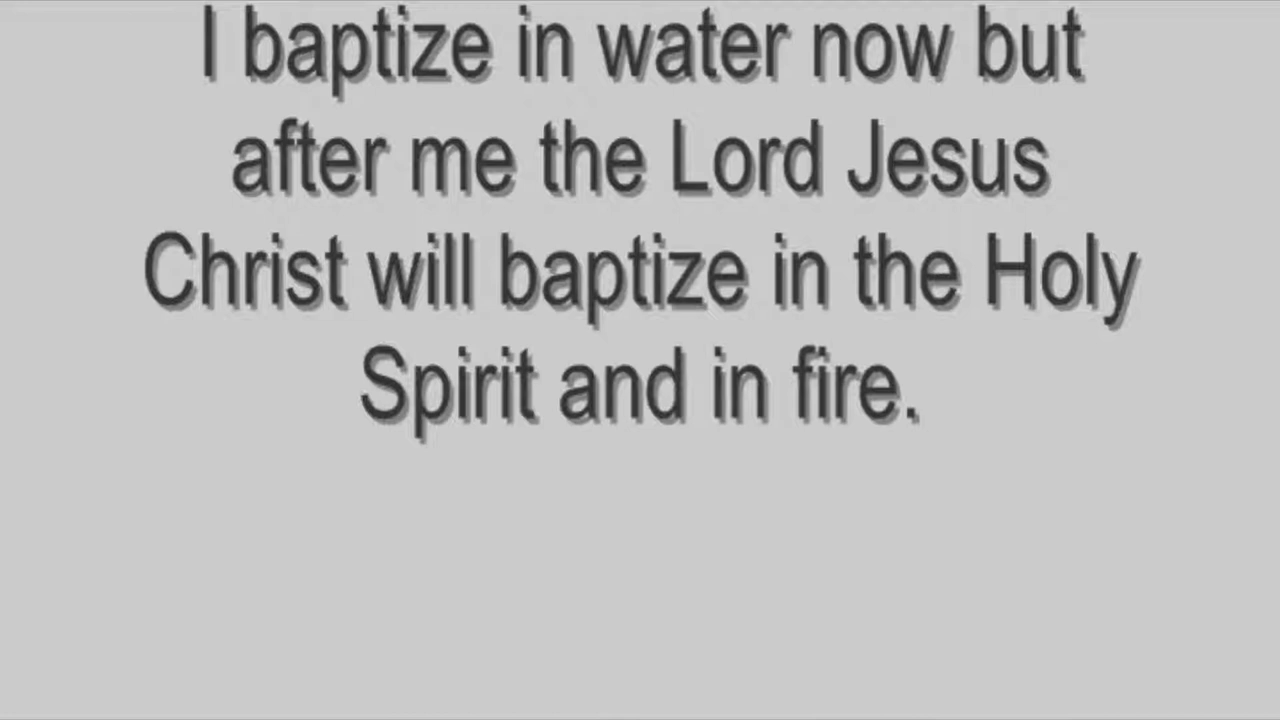 I baptize in water now but
after me the Lord Jesus
Christ will baptize in the Holy
Spirit and in fire.